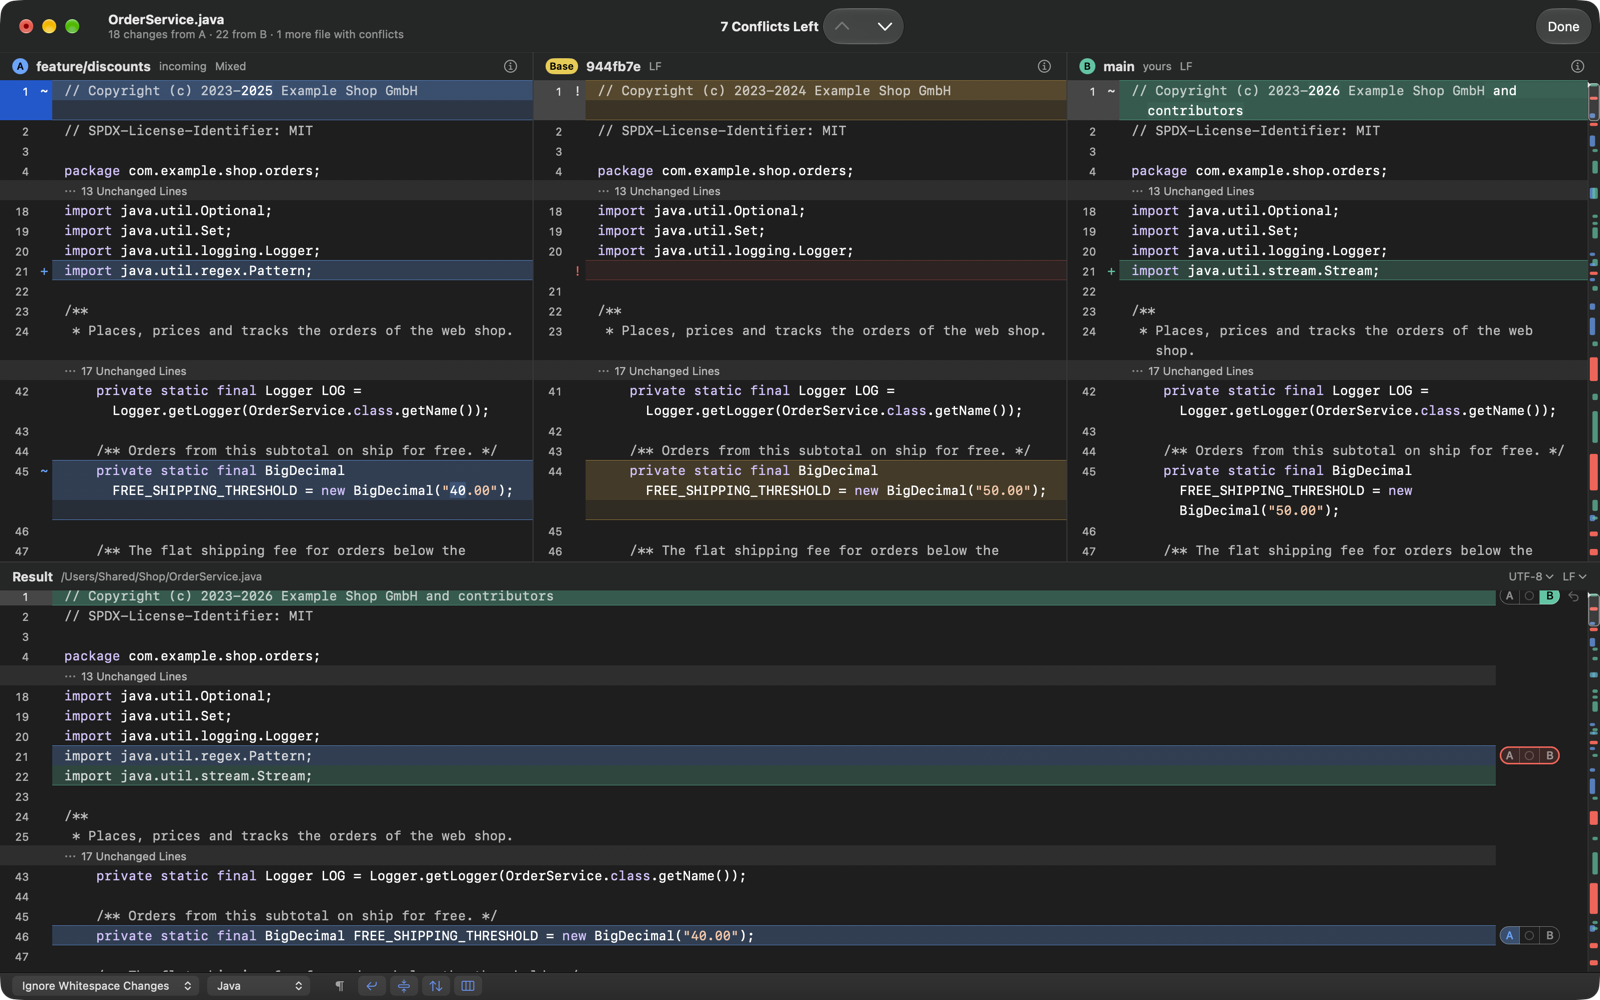 OrderService.java
18 changes from A · 22 from B · 1 more file with conflicts
7 Conflicts Left
Done
A feature/discounts incoming Mixed
1 ~ // Copyright (c) 2023–2025 Example Shop GmbH
2 // SPDX-License-Identifier: MIT
3
4 package com.example.shop.orders;
··· 13 Unchanged Lines
18 import java.util.Optional;
19 import java.util.Set;
20 import java.util.logging.Logger;
21 + import java.util.regex.Pattern;
22
23 /**
24 * Places, prices and tracks the orders of the web shop.
··· 17 Unchanged Lines
42 private static final Logger LOG =
Logger.getLogger(OrderService.class.getName());
43
44 /** Orders from this subtotal on ship for free. */
45 ~ private static final BigDecimal
FREE_SHIPPING_THRESHOLD = new BigDecimal("40.00");
46
47 /** The flat shipping fee for orders below the
Base 944fb7e LF
1 ! // Copyright (c) 2023–2024 Example Shop GmbH
2 // SPDX-License-Identifier: MIT
3
4 package com.example.shop.orders;
··· 13 Unchanged Lines
18 import java.util.Optional;
19 import java.util.Set;
20 import java.util.logging.Logger;
!
21
22 /**
23 * Places, prices and tracks the orders of the web shop.
··· 17 Unchanged Lines
41 private static final Logger LOG =
Logger.getLogger(OrderService.class.getName());
42
43 /** Orders from this subtotal on ship for free. */
44 private static final BigDecimal
FREE_SHIPPING_THRESHOLD = new BigDecimal("50.00");
45
46 /** The flat shipping fee for orders below the
B main yours LF
1 ~ // Copyright (c) 2023–2026 Example Shop GmbH and
contributors
2 // SPDX-License-Identifier: MIT
3
4 package com.example.shop.orders;
··· 13 Unchanged Lines
18 import java.util.Optional;
19 import java.util.Set;
20 import java.util.logging.Logger;
21 + import java.util.stream.Stream;
22
23 /**
24 * Places, prices and tracks the orders of the web
shop.
··· 17 Unchanged Lines
42 private static final Logger LOG =
Logger.getLogger(OrderService.class.getName());
43
44 /** Orders from this subtotal on ship for free. */
45 private static final BigDecimal
FREE_SHIPPING_THRESHOLD = new
BigDecimal("50.00");
46
47 /** The flat shipping fee for orders below the
Result /Users/Shared/Shop/OrderService.java UTF-8 LF
1 // Copyright (c) 2023–2026 Example Shop GmbH and contributors A B
2 // SPDX-License-Identifier: MIT
3
4 package com.example.shop.orders;
··· 13 Unchanged Lines
18 import java.util.Optional;
19 import java.util.Set;
20 import java.util.logging.Logger;
21 import java.util.regex.Pattern; A B
22 import java.util.stream.Stream;
23
24 /**
25 * Places, prices and tracks the orders of the web shop.
··· 17 Unchanged Lines
43 private static final Logger LOG = Logger.getLogger(OrderService.class.getName());
44
45 /** Orders from this subtotal on ship for free. */
46 private static final BigDecimal FREE_SHIPPING_THRESHOLD = new BigDecimal("40.00"); A B
47
Ignore Whitespace Changes Java ¶